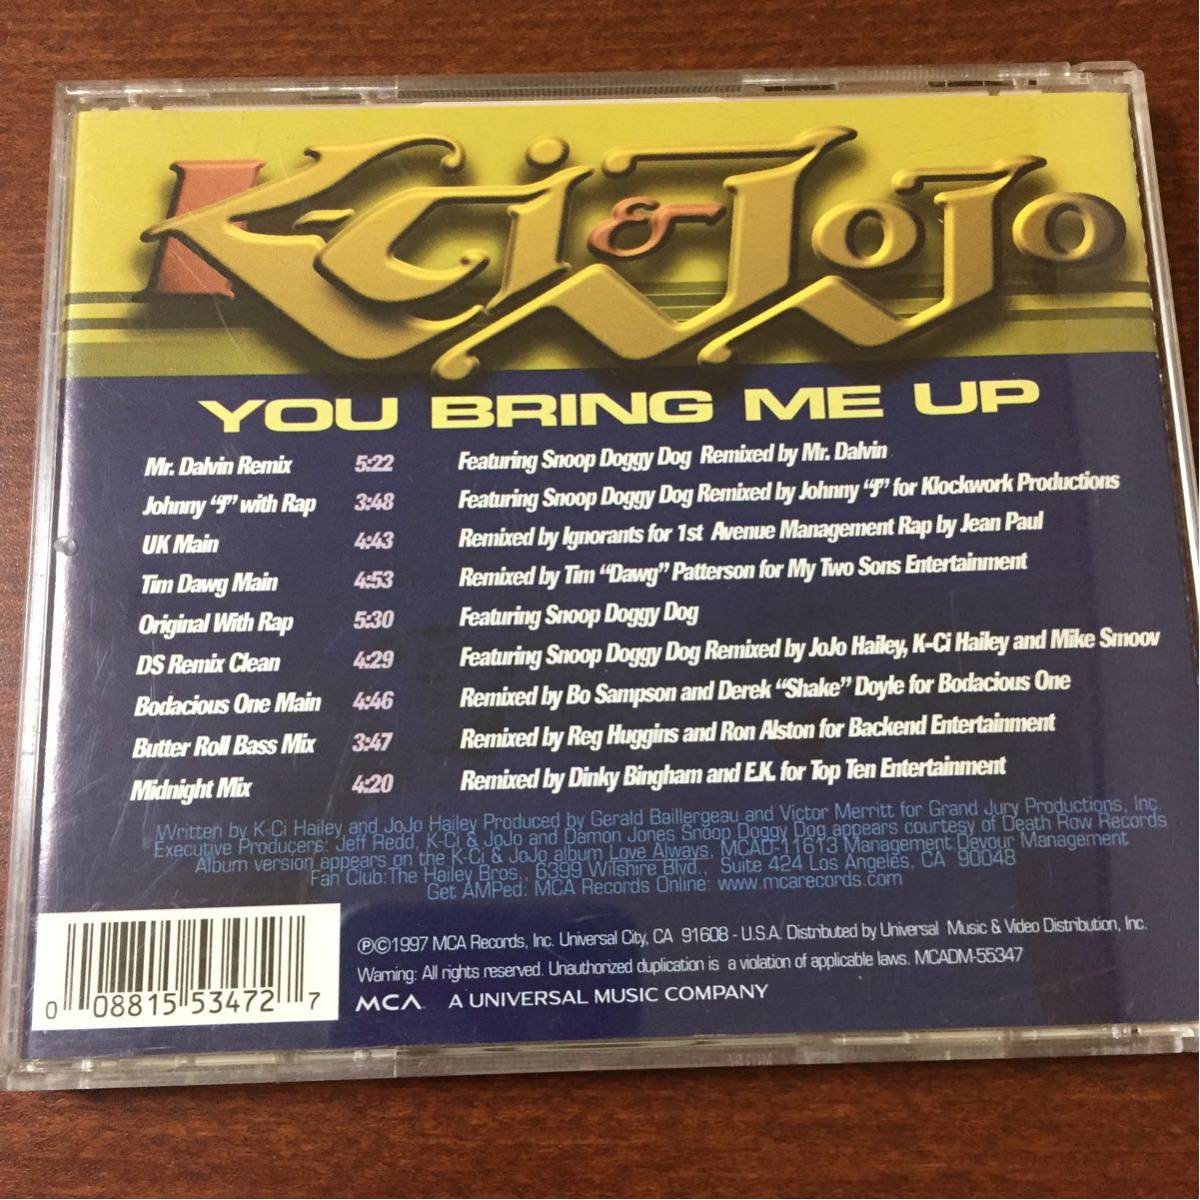 K-Ci & JoJo
YOU BRING ME UP
Mr. Dalvin Remix 5:22 Featuring Snoop Doggy Dog Remixed by Mr. Dalvin
Johnny "J" with Rap 3:48 Featuring Snoop Doggy Dog Remixed by Johnny "J" for Klockwork Productions
UK Main 4:43 Remixed by Ignorants for 1st Avenue Management Rap by Jean Paul
Tim Dawg Main 4:53 Remixed by Tim "Dawg" Patterson for My Two Sons Entertainment
Original With Rap 5:30 Featuring Snoop Doggy Dog
DS Remix Clean 4:29 Featuring Snoop Doggy Dog Remixed by JoJo Hailey, K-Ci Hailey and Mike Smoov
Bodacious One Main 4:46 Remixed by Bo Sampson and Derek "Shake" Doyle for Bodacious One
Butter Roll Bass Mix 3:47 Remixed by Reg Huggins and Ron Alston for Backend Entertainment
Midnight Mix 4:20 Remixed by Dinky Bingham and E.K. for Top Ten Entertainment
Written by K-Ci Hailey and JoJo Hailey Produced by Gerald Baillergeau and Victor Merritt for Grand Jury Productions, Inc.
Executive Producers: Jeff Redd, K-Ci & JoJo and Damon Jones Snoop Doggy Dog appears courtesy of Death Row Records
Album version appears on the K-Ci & JoJo album Love Always, MCAD-11613 Management: Devour Management
Fan Club: The Hailey Bros., 6399 Wilshire Blvd., Suite 424 Los Angeles, CA 90048
Get AMPed: MCA Records Online: www.mcarecords.com
℗©1997 MCA Records, Inc. Universal City, CA 91608 - U.S.A. Distributed by Universal Music & Video Distribution, Inc.
Warning: All rights reserved. Unauthorized duplication is a violation of applicable laws. MCADM-55347
MCA A UNIVERSAL MUSIC COMPANY
0 08815 53472 7